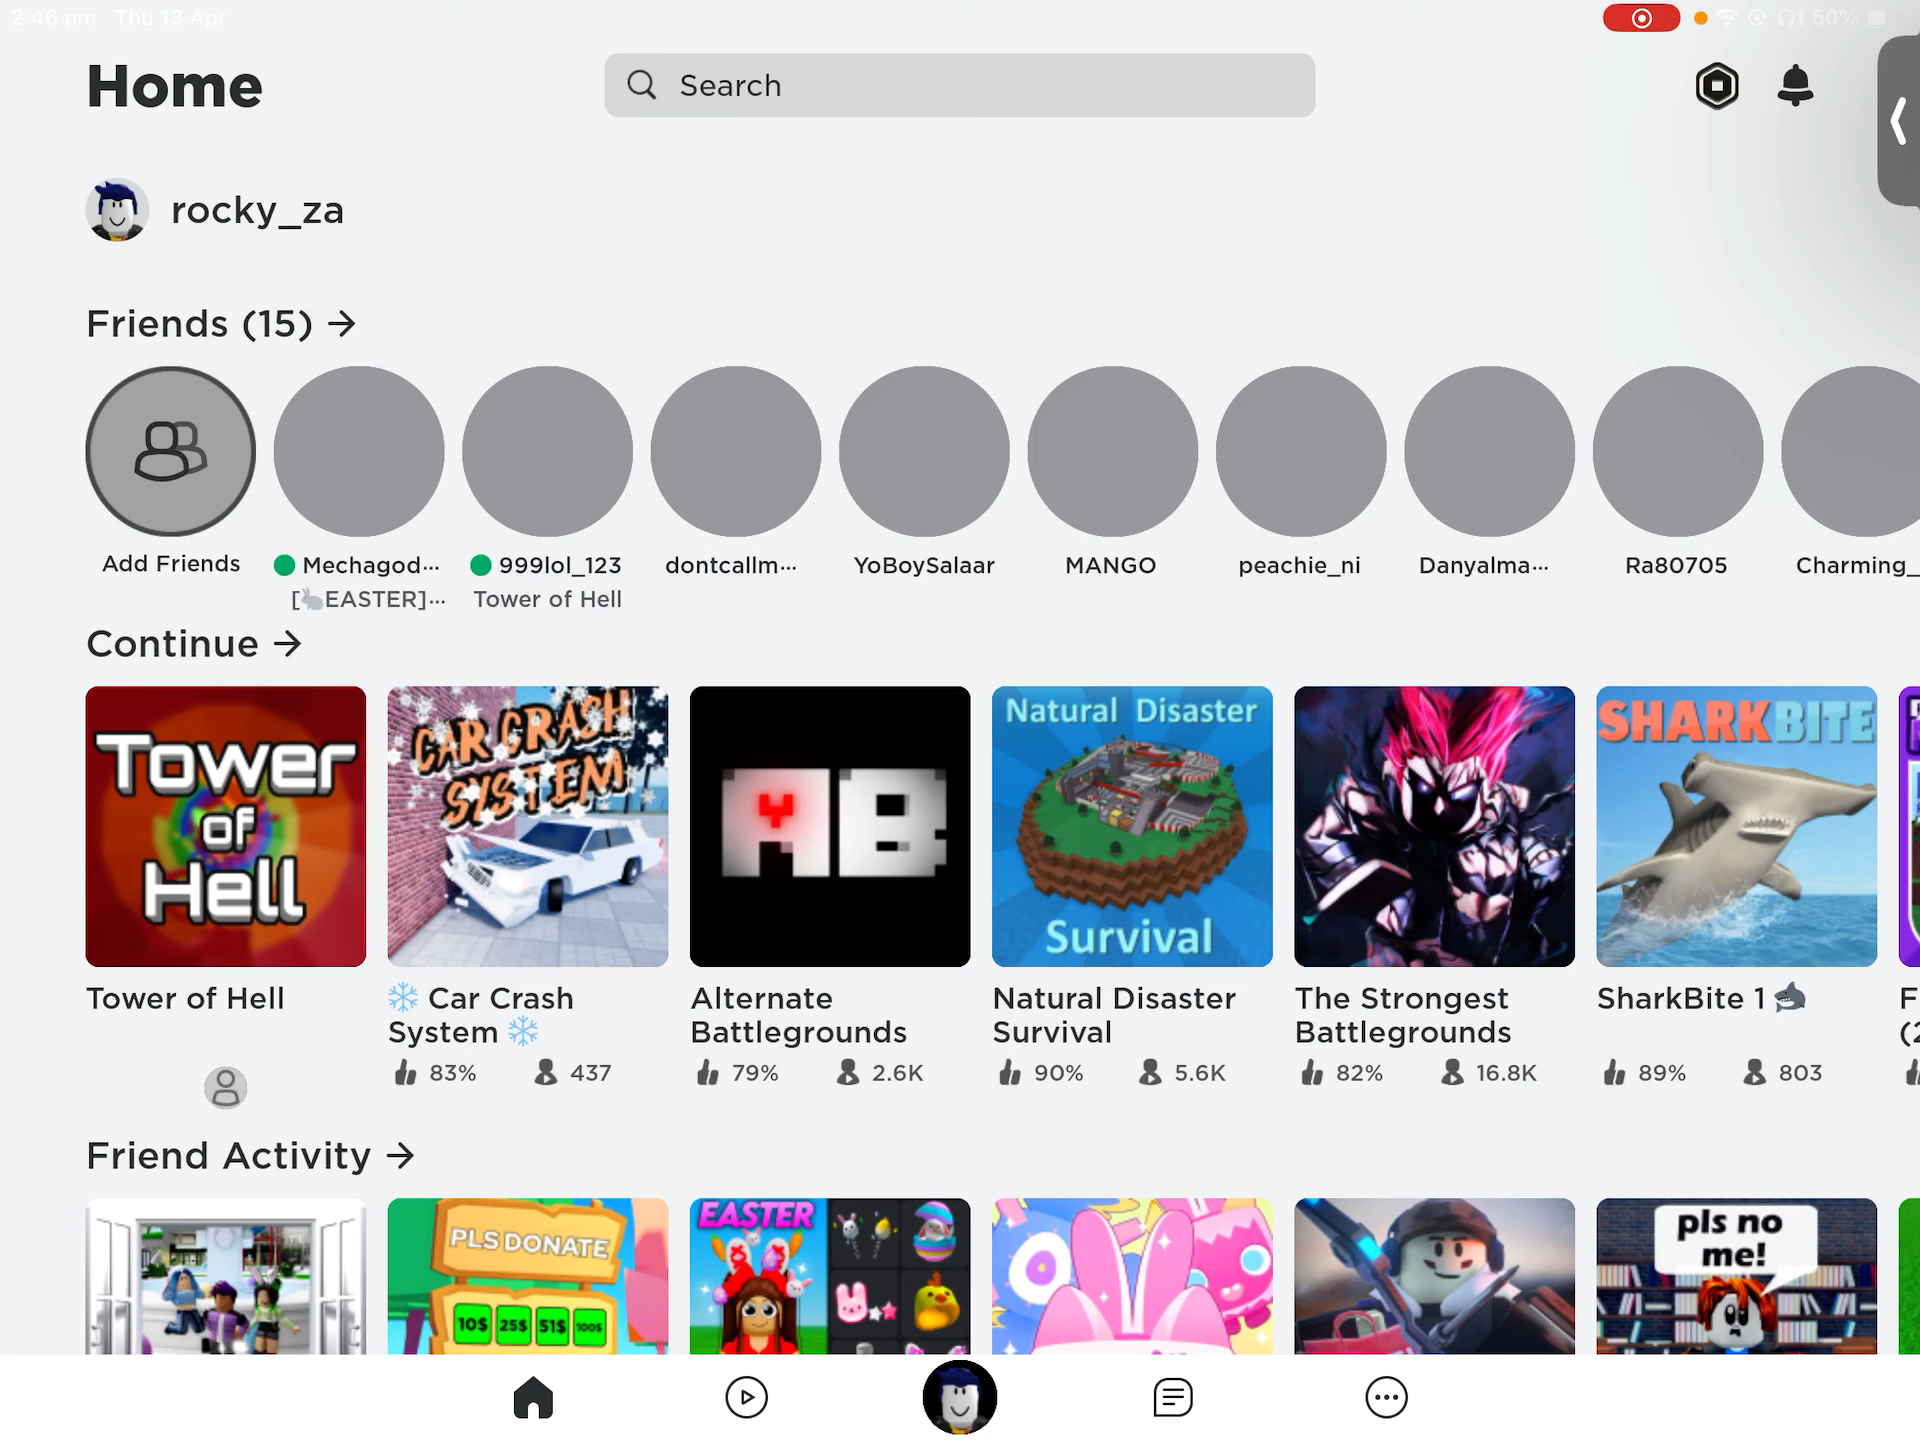 2:46 pm Thu 13 Apr
50%
Home
Search
rocky_za
Friends (15) →
Add Friends
Mechagod...
999lol_123
dontcallm...
YoBoySalaar
MANGO
peachie_ni
Danyalma...
Ra80705
Charming_
[🐇EASTER]...
Tower of Hell
Continue →
Tower
of
Hell
CAR CRASH
SYSTEM
AB
Natural Disaster
Survival
SHARKBITE
Tower of Hell
❄️ Car Crash
System ❄️
83% 437
Alternate
Battlegrounds
79% 2.6K
Natural Disaster
Survival
90% 5.6K
The Strongest
Battlegrounds
82% 16.8K
SharkBite 1 🦈
89% 803
F
(2
Friend Activity →
PLS DONATE
10$ 25$ 51$ 100$
EASTER
pls no
me!